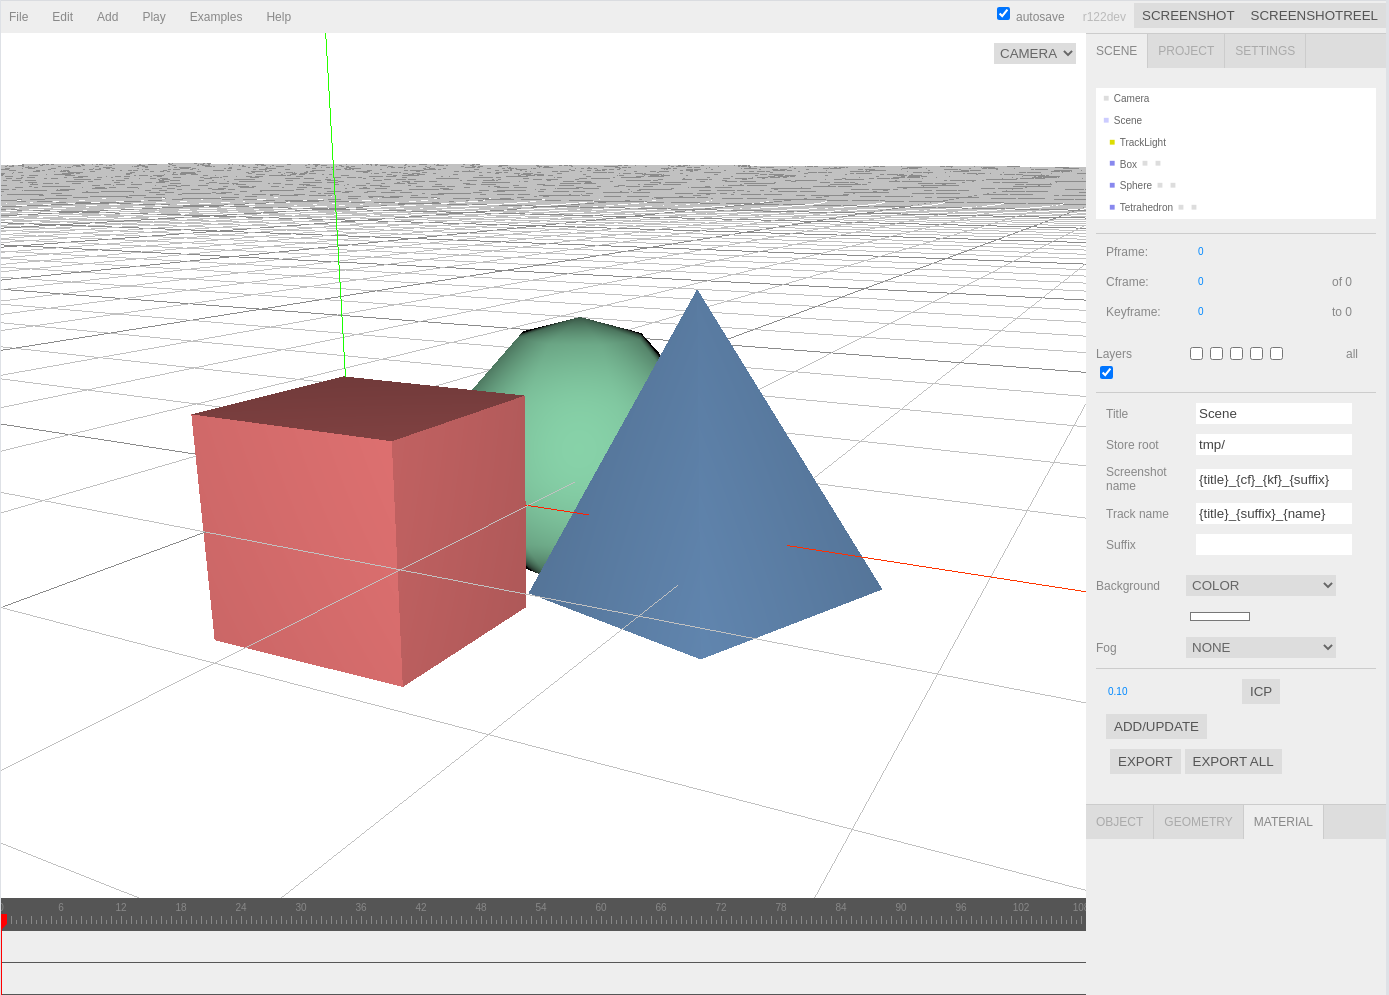 File Edit Add Play Examples Help autosave r122dev SCREENSHOT SCREENSHOTREEL
CAMERA
SCENE PROJECT SETTINGS
Camera
Scene
TrackLight
Box
Sphere
Tetrahedron
Pframe: 0
Cframe: 0 of 0
Keyframe: 0 to 0
Layers all
Title Scene
Store root tmp/
Screenshot
name {title}_{cf}_{kf}_{suffix}
Track name {title}_{suffix}_{name}
Suffix
Background COLOR
Fog NONE
0.10 ICP
ADD/UPDATE
EXPORT EXPORT ALL
OBJECT GEOMETRY MATERIAL
6 12 18 24 30 36 42 48 54 60 66 72 78 84 90 96 102